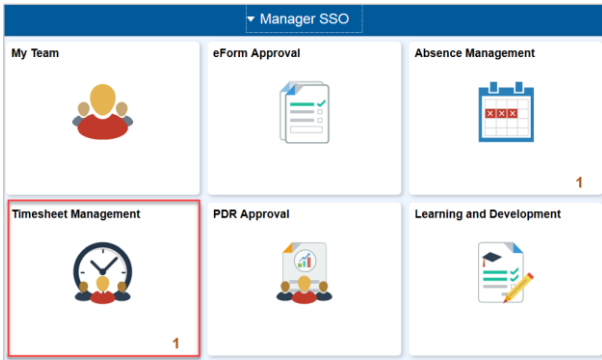 Manager SSO
My Team
eForm Approval
Absence Management
1
Timesheet Management
PDR Approval
Learning and Development
1